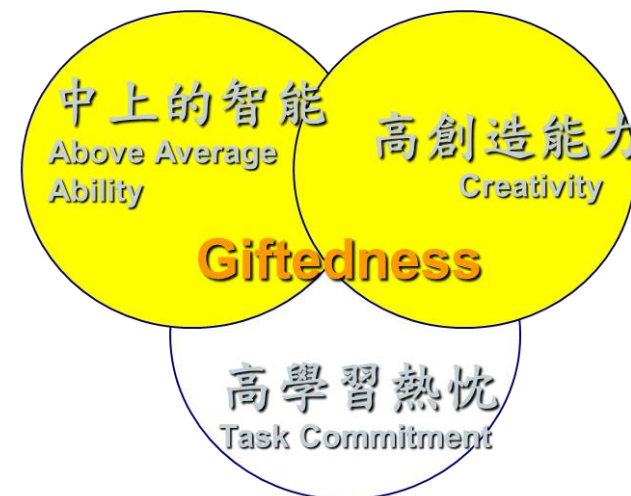 中上的智能
Above Average
Ability
高創造能力
Creativity
Giftedness
高學習熱忱
Task Commitment